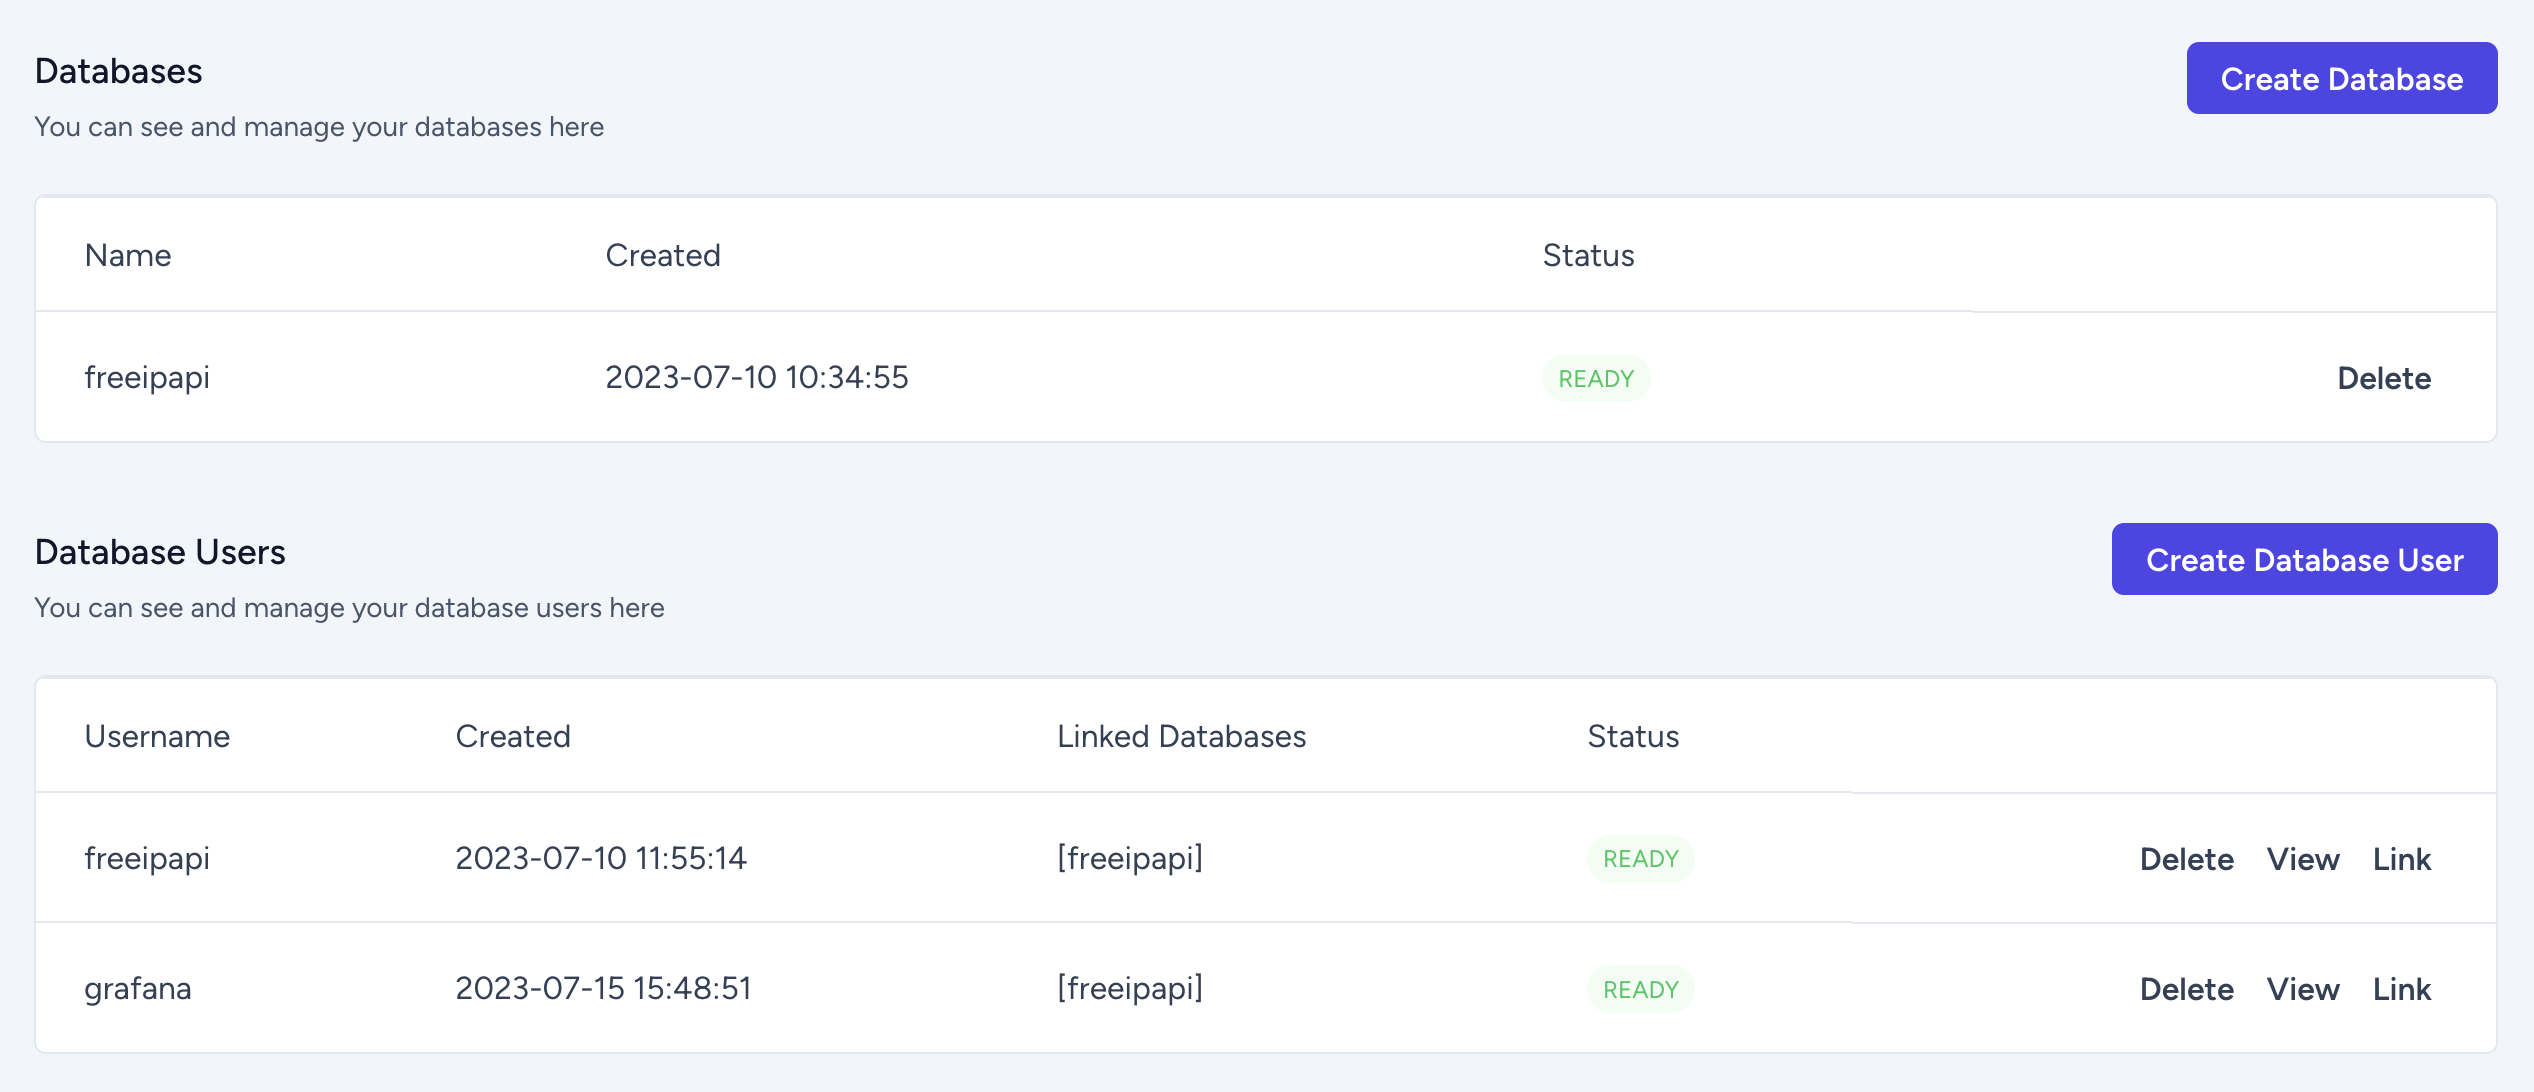 Databases
Create Database
You can see and manage your databases here
Name Created Status
freeipapi 2023-07-10 10:34:55 READY Delete
Database Users
Create Database User
You can see and manage your database users here
Username Created Linked Databases Status
freeipapi 2023-07-10 11:55:14 [freeipapi] READY Delete View Link
grafana 2023-07-15 15:48:51 [freeipapi] READY Delete View Link